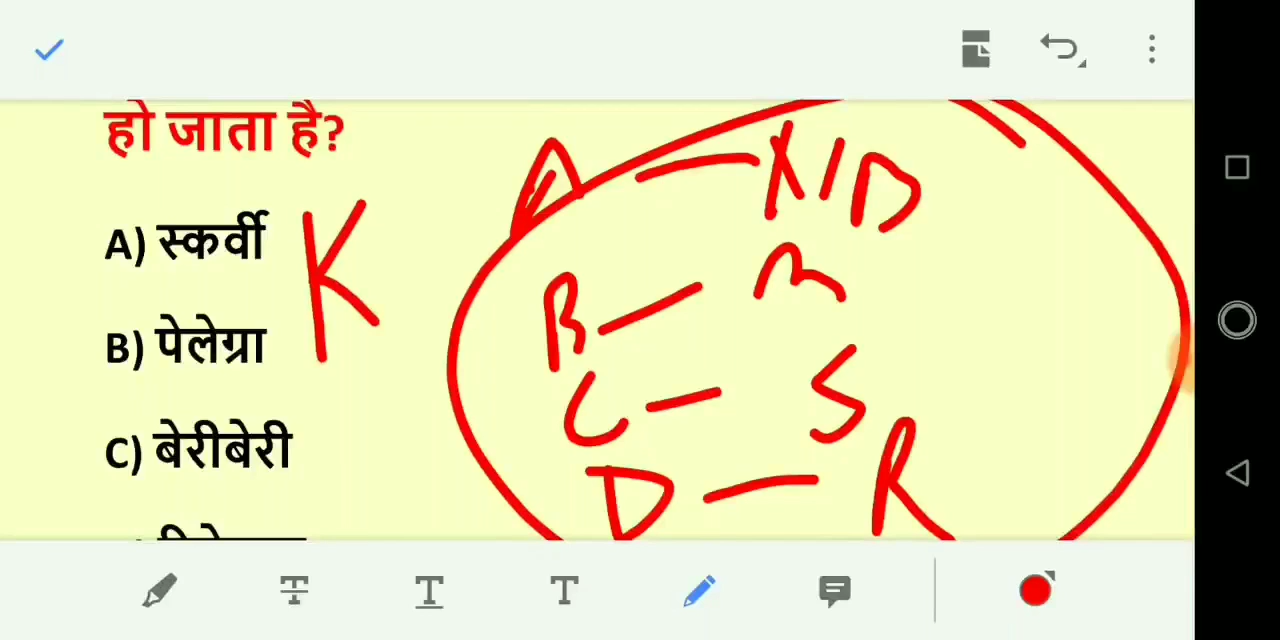 हो जाता है?
A — X/D
A) स्कर्वी K
B —
B) पेलेग्रा
C — S
C) बेरीबेरी
D — R